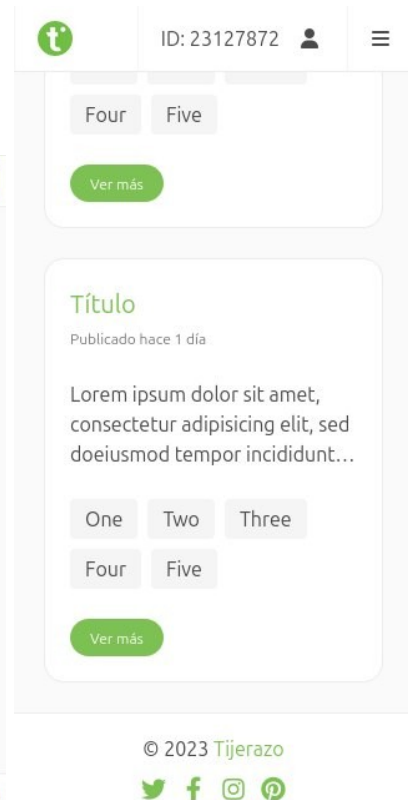 ID: 23127872
Four Five
Ver más
Título
Publicado hace 1 día
Lorem ipsum dolor sit amet,
consectetur adipisicing elit, sed
doeiusmod tempor incididunt...
One Two Three
Four Five
Ver más
© 2023 Tijerazo